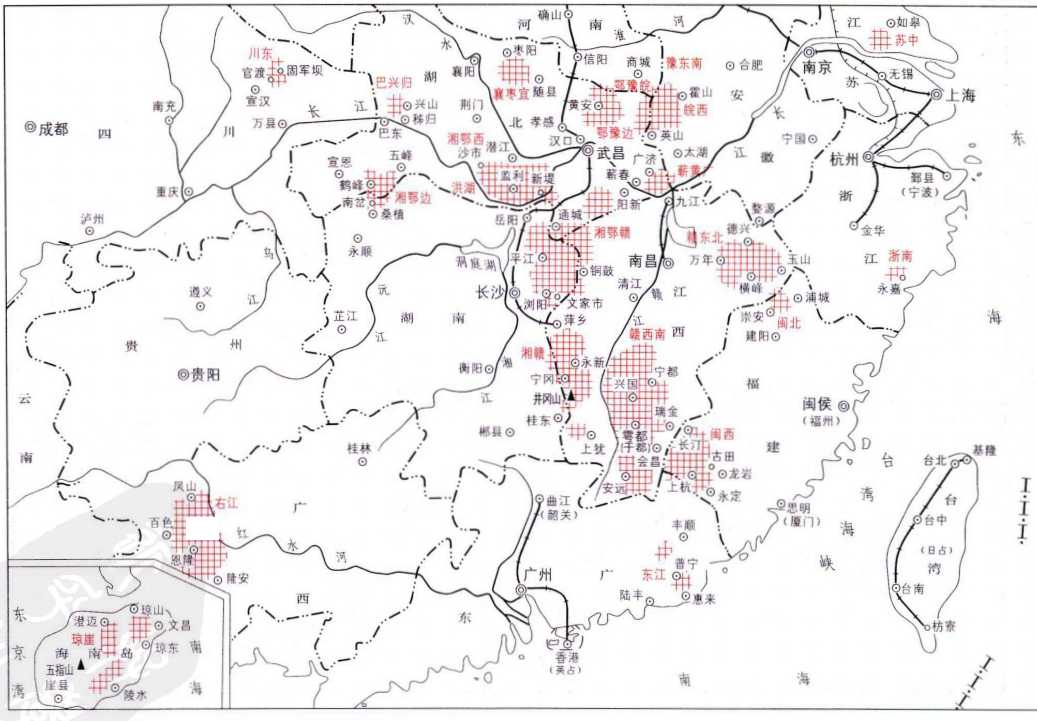 汉
水
河
南
淮
河
确山
江
苏
如皋
苏中
川东
官渡
固军坝
宣汉
万县
南充
成都
四
川
长
江
重庆
泸州
巴兴归
兴山
秭归
巴东
湖
北
襄阳
枣阳
襄枣宜
随县
荆门
信阳
商城
豫东南
鄂豫皖
黄安
皖西
霍山
合肥
安
徽
南京
无锡
上海
孝感
汉口
鄂豫边
英山
太湖
长
江
宁国
杭州
鄞县
(宁波)
浙
江
金华
东
海
湘鄂西
沙市
潜江
监利
新堤
洪湖
武昌
广济
蕲春
蕲黄
阳新
九江
宣恩
五峰
鹤峰
南岔
桑植
湘鄂边
永顺
岳阳
通城
湘鄂赣
洞庭湖
平江
铜鼓
长沙
浏阳
文家市
萍乡
南昌
清江
赣
江
江
西
婺源
德兴
赣东北
万年
玉山
横峰
浦城
崇安
闽北
建阳
浙南
永嘉
乌
江
遵义
贵
州
贵阳
沅
江
芷江
湖
南
湘
江
衡阳
郴县
湘赣
永新
宁冈
井冈山
桂东
上犹
赣西南
宁都
兴国
瑞金
雩都
(于都)
会昌
安远
长汀
闽西
古田
上杭
龙岩
永定
福
建
闽侯
(福州)
思明
(厦门)
台
湾
海
峡
基隆
台北
台
台中
(日占)
湾
台南
枋寮
云
南
桂林
凤山
右江
百色
恩隆
隆安
红
水
河
广
西
曲江
(韶关)
广州
广
东
丰顺
普宁
东江
陆丰
惠来
香港
(英占)
南
海
东
京
湾
琼山
澄迈
文昌
琼崖
海
南
岛
琼东
五指山
崖县
陵水
南
海